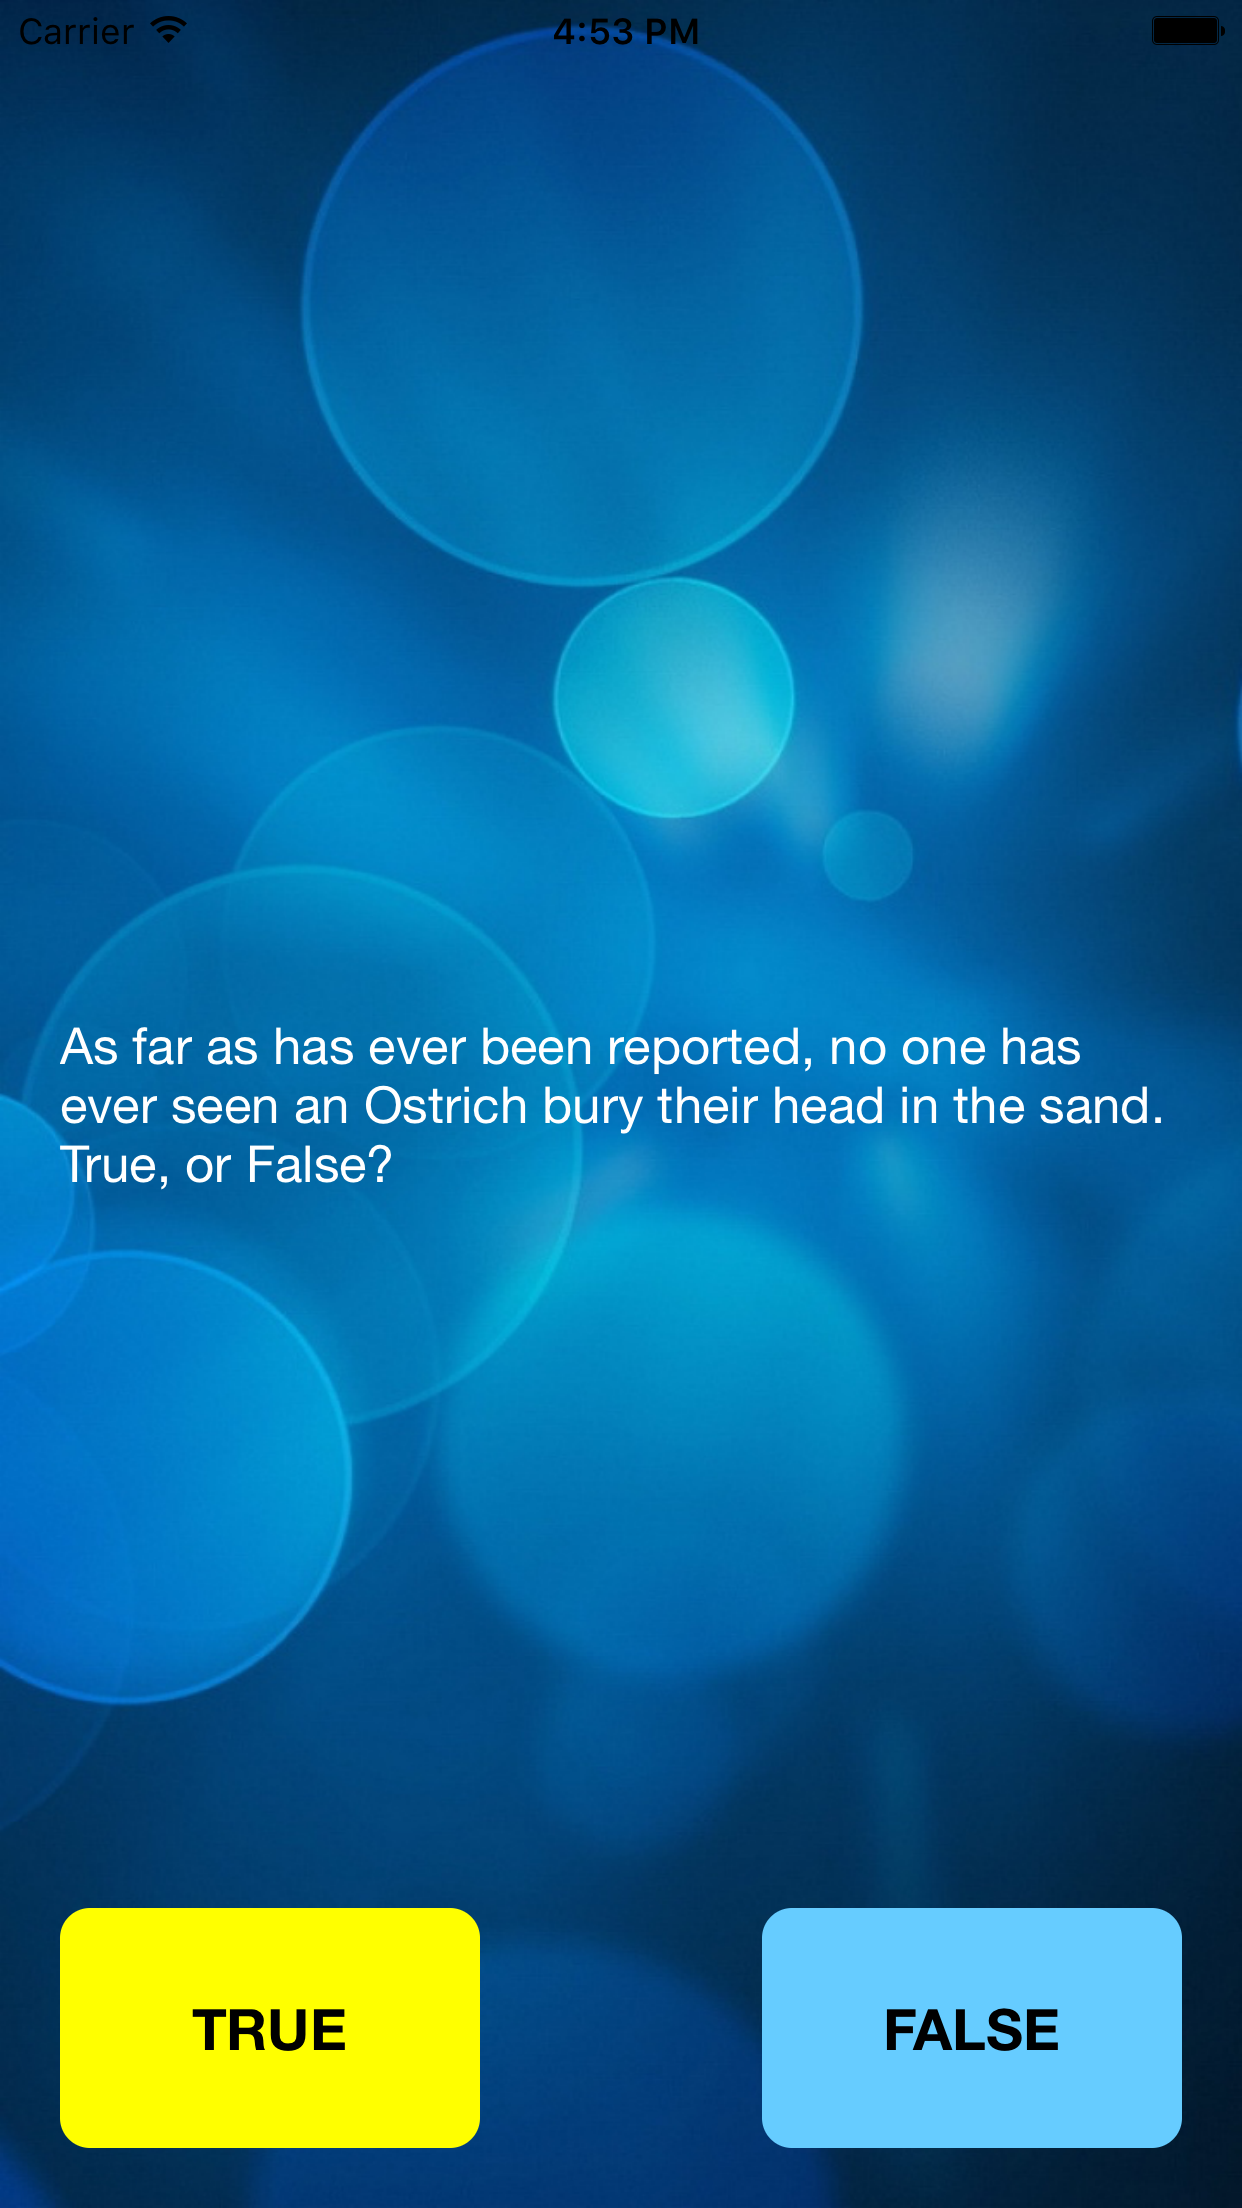 Carrier 4:53 PM
As far as has ever been reported, no one has
ever seen an Ostrich bury their head in the sand.
True, or False?
TRUE FALSE